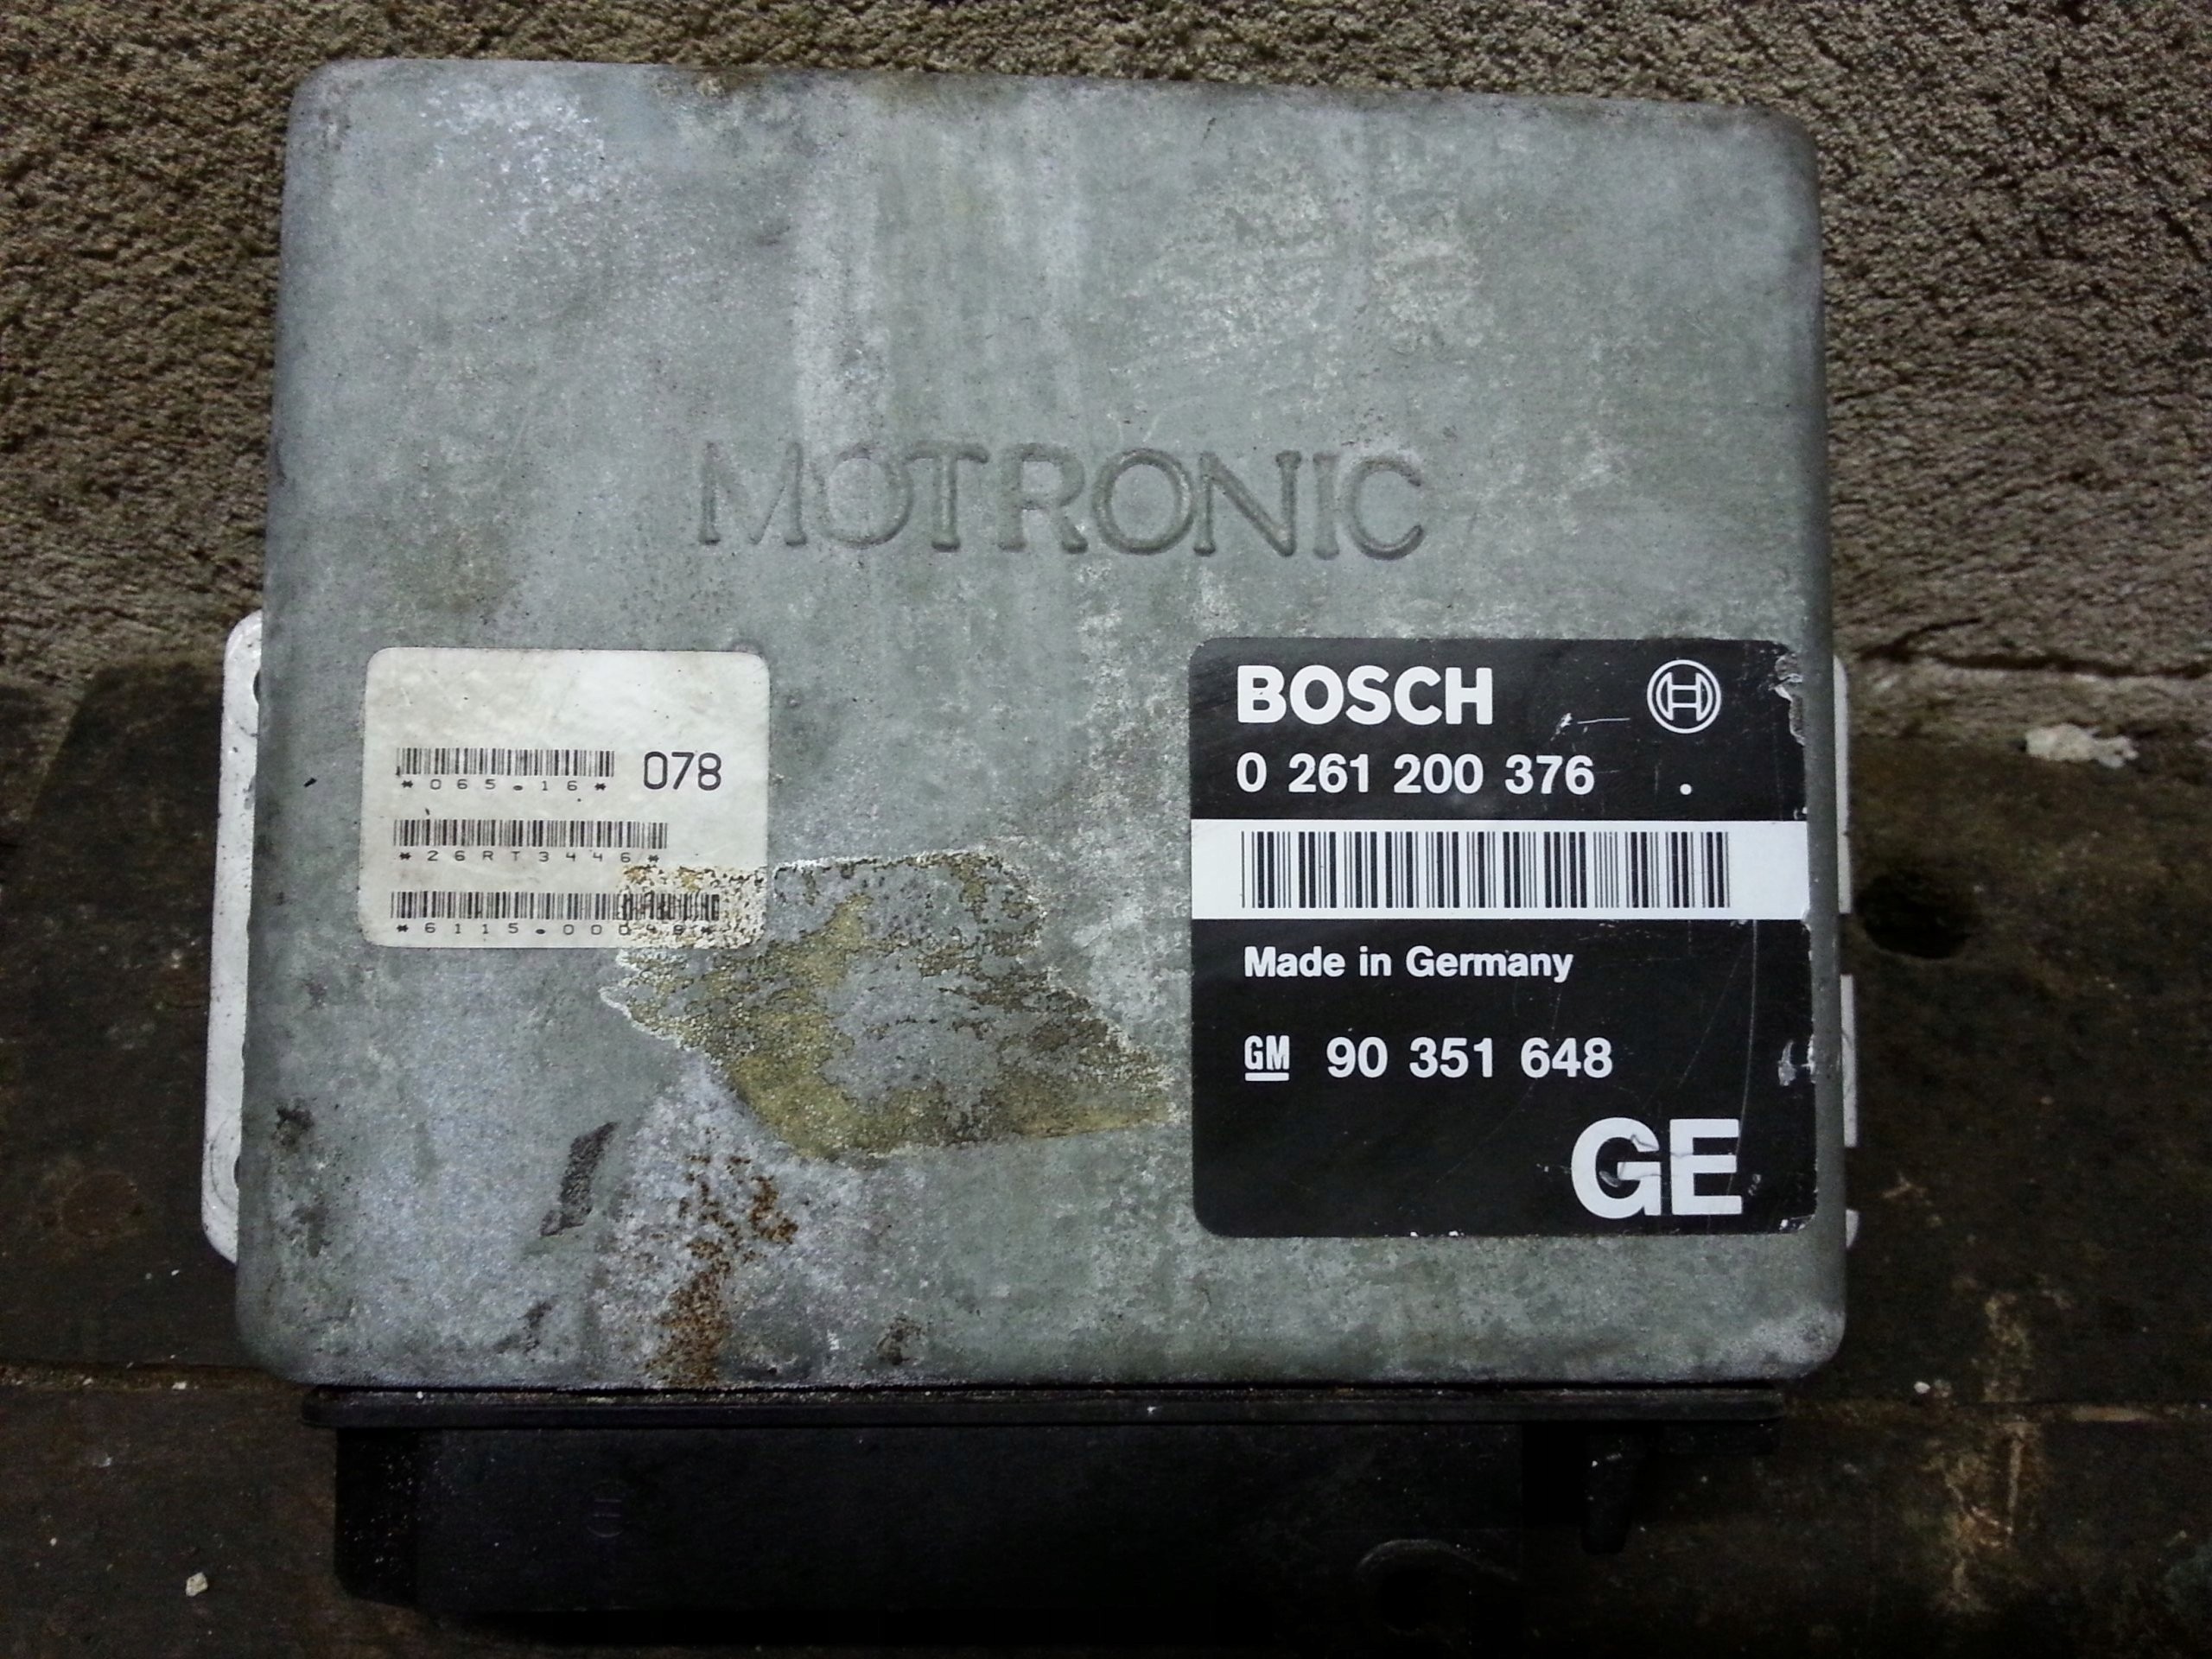 MOTRONIC
*065.16* 078
*26RT3446*
BOSCH
0 261 200 376 .
Made in Germany
GM 90 351 648
GE